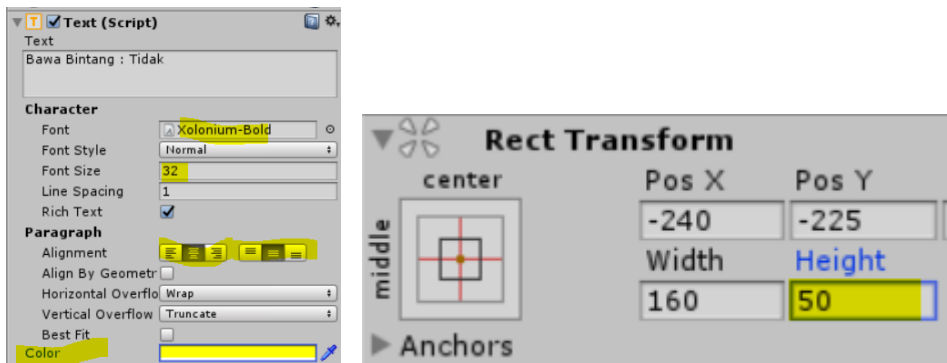 Text (Script)
Text
Bawa Bintang : Tidak
Character
Font Xolonium-Bold
Font Style Normal
Font Size 32
Line Spacing 1
Rich Text
Paragraph
Alignment
Align By Geometr
Horizontal Overflo Wrap
Vertical Overflow Truncate
Best Fit
Color
Rect Transform
center
middle
Pos X Pos Y
-240 -225
Width Height
160 50
Anchors